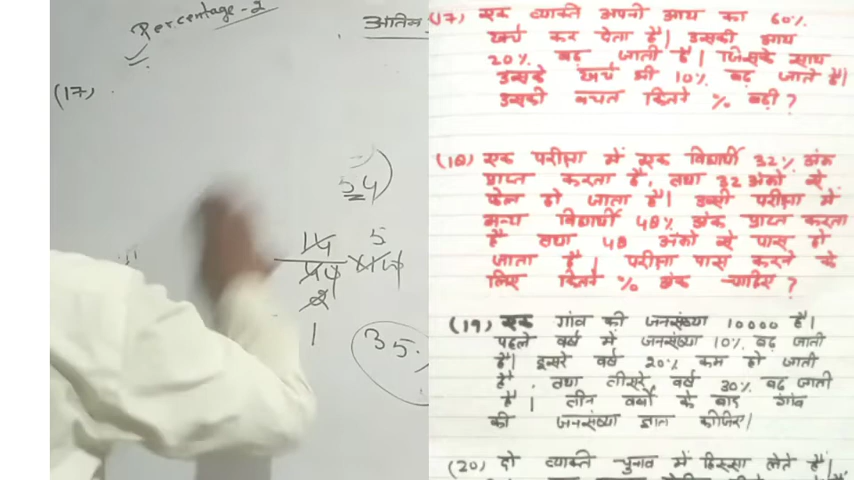 Percentage-2
(17)
54
14 5
35%
(17) एक व्यक्ति अपनी आय का 60%
खर्च कर देता है। उसकी आय
20% बढ़ जाती है। जिसके साथ
उसके खर्च भी 10% बढ़ जाते है।
उसकी बचत कितने % बढ़ी ?
(18) एक परीक्षा में एक विद्यार्थी 32% अंक
प्राप्त करता है, तथा 32 अंको से
फेल हो जाता है। उसी परीक्षा में
अन्य विद्यार्थी 48% अंक प्राप्त करता
है तथा 48 अंको से पास हो
जाता है। परीक्षा पास करने के
लिए कितने % अंक चाहिए ?
(19) एक गांव की जनसंख्या 10000 है।
पहले वर्ष में जनसंख्या 10% बढ़ जाती
है। दूसरे वर्ष 20% कम हो जाती
है. तथा तीसरे वर्ष 30% बढ़ जाती
है। तीन वर्षो के बाद गांव
की जनसंख्या ज्ञात कीजिए।
(20) दो व्यक्ति चुनाव में हिस्सा लेते हैं।